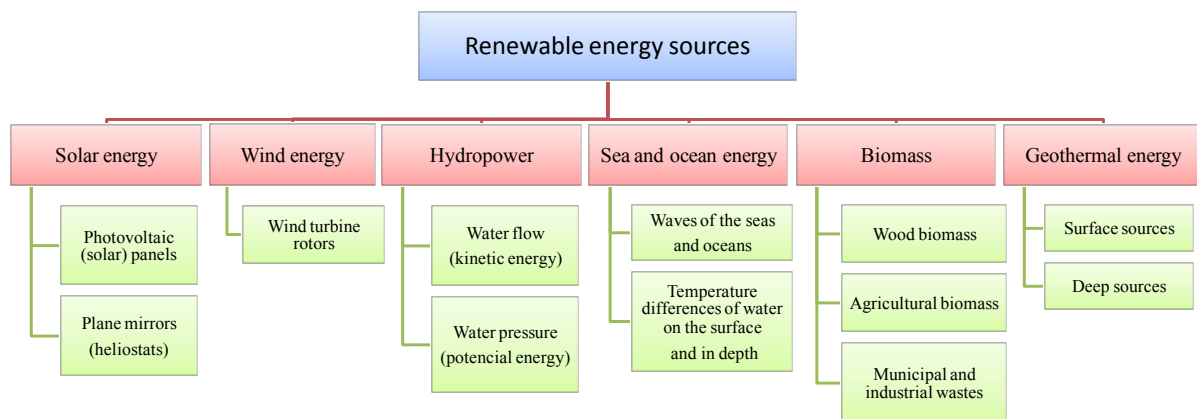 Renewable energy sources
Solar energy
Wind energy
Hydropower
Sea and ocean energy
Biomass
Geothermal energy
Photovoltaic
(solar) panels
Plane mirrors
(heliostats)
Wind turbine
rotors
Water flow
(kinetic energy)
Water pressure
(potencial energy)
Waves of the seas
and oceans
Temperature
differences of water
on the surface
and in depth
Wood biomass
Agricultural biomass
Municipal and
industrial wastes
Surface sources
Deep sources